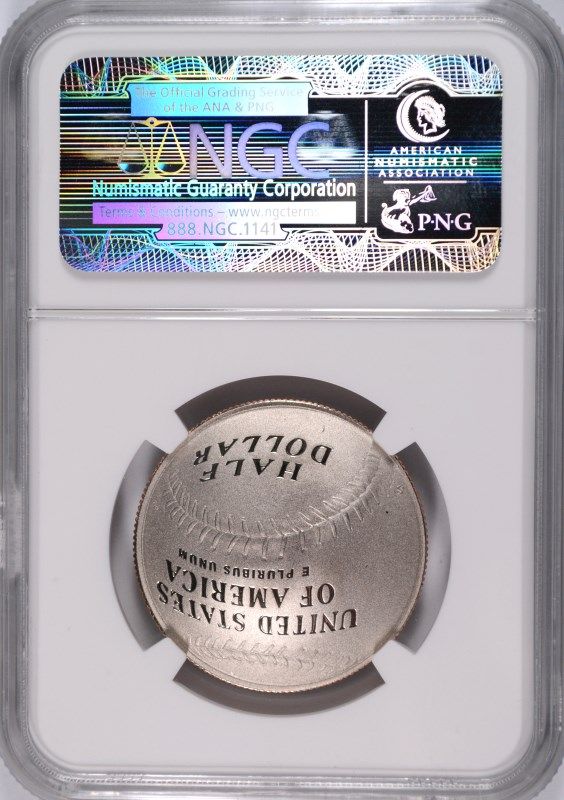 The Official Grading Service
of the ANA & PNG
NGC
Numismatic Guaranty Corporation
Terms & Conditions – www.ngcterms
888.NGC.1141
AMERICAN
NUMISMATIC
ASSOCIATION
P·N·G
UNITED STATES
OF AMERICA
E PLURIBUS UNUM
HALF
DOLLAR
S